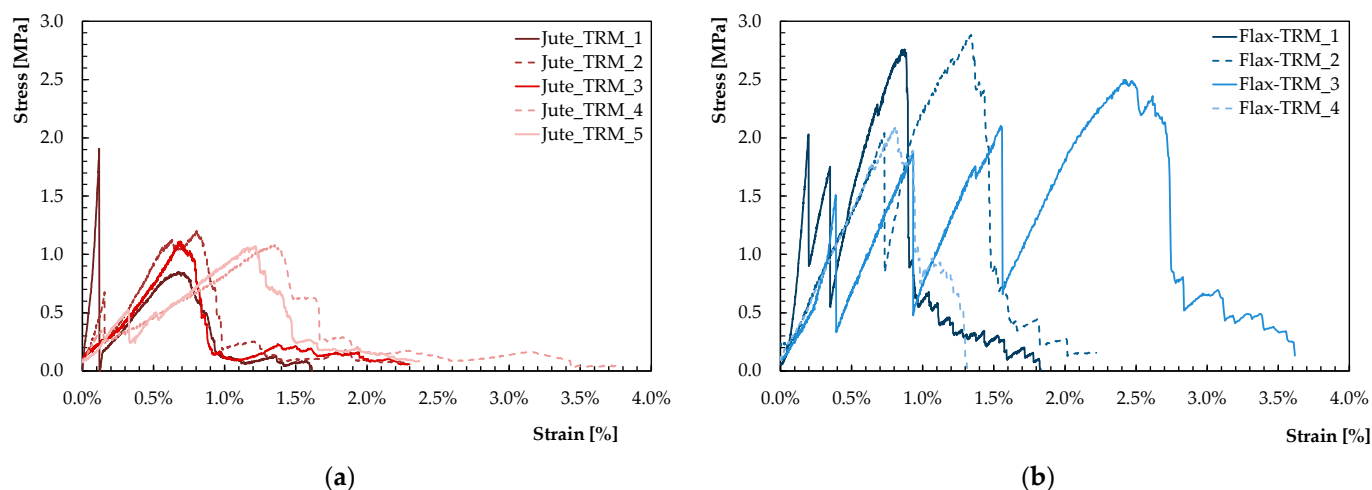 Stress [MPa]
3.0
2.5
2.0
1.5
1.0
0.5
0.0
0.0%
0.5%
1.0%
1.5%
2.0%
2.5%
3.0%
3.5%
4.0%
Strain [%]
Jute_TRM_1
Jute_TRM_2
Jute_TRM_3
Jute_TRM_4
Jute_TRM_5
(a)
Stress [MPa]
3.0
2.5
2.0
1.5
1.0
0.5
0.0
0.0%
0.5%
1.0%
1.5%
2.0%
2.5%
3.0%
3.5%
4.0%
Strain [%]
Flax-TRM_1
Flax-TRM_2
Flax-TRM_3
Flax-TRM_4
(b)